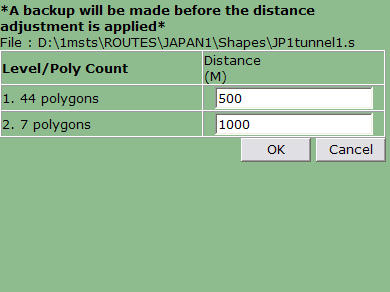 *A backup will be made before the distance
adjustment is applied*
File : D:\1msts\ROUTES\JAPAN1\Shapes\JP1tunnel1.s
Level/Poly Count
Distance
(M)
1. 44 polygons
500
2. 7 polygons
1000
OK
Cancel